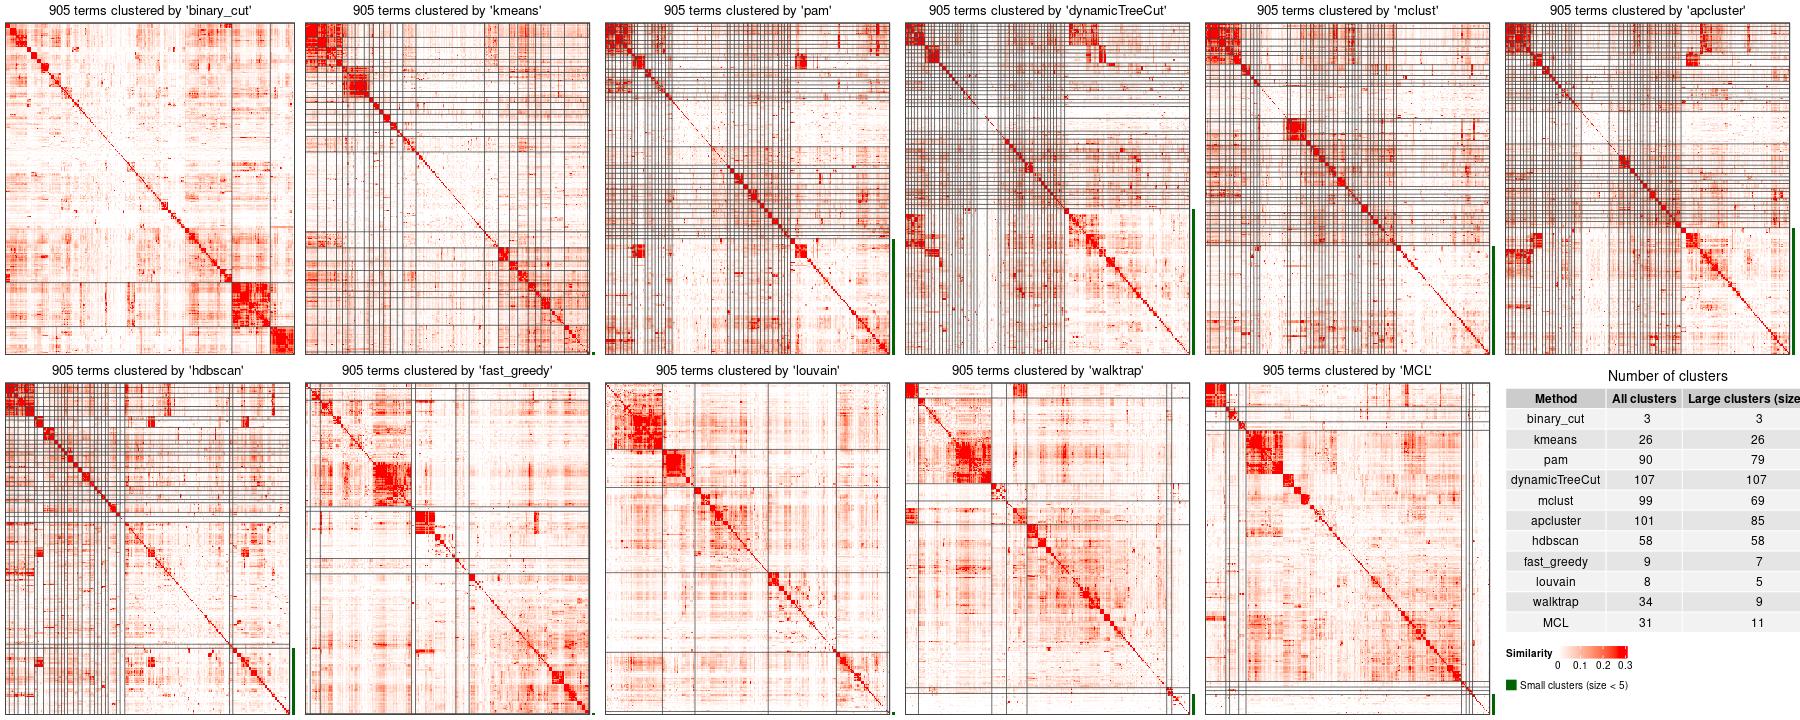 905 terms clustered by 'binary_cut'
905 terms clustered by 'kmeans'
905 terms clustered by 'pam'
905 terms clustered by 'dynamicTreeCut'
905 terms clustered by 'mclust'
905 terms clustered by 'apcluster'
905 terms clustered by 'hdbscan'
905 terms clustered by 'fast_greedy'
905 terms clustered by 'louvain'
905 terms clustered by 'walktrap'
905 terms clustered by 'MCL'
Number of clusters
Method All clusters Large clusters (size
binary_cut 3 3
kmeans 26 26
pam 90 79
dynamicTreeCut 107 107
mclust 99 69
apcluster 101 85
hdbscan 58 58
fast_greedy 9 7
louvain 8 5
walktrap 34 9
MCL 31 11
Similarity
0 0.1 0.2 0.3
Small clusters (size < 5)